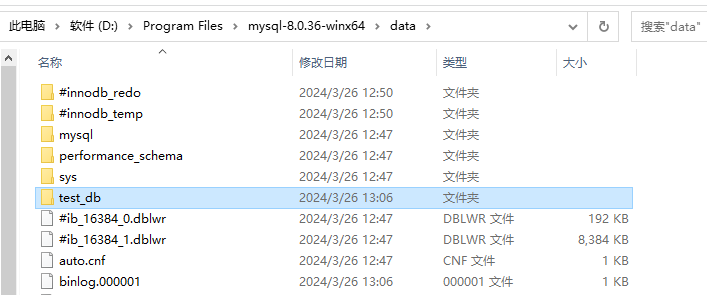 此电脑 › 软件 (D:) › Program Files › mysql-8.0.36-winx64 › data › 搜索"data"
名称 修改日期 类型 大小
#innodb_redo 2024/3/26 12:50 文件夹
#innodb_temp 2024/3/26 12:50 文件夹
mysql 2024/3/26 12:47 文件夹
performance_schema 2024/3/26 12:47 文件夹
sys 2024/3/26 12:47 文件夹
test_db 2024/3/26 13:06 文件夹
#ib_16384_0.dblwr 2024/3/26 12:47 DBLWR 文件 192 KB
#ib_16384_1.dblwr 2024/3/26 12:47 DBLWR 文件 8,384 KB
auto.cnf 2024/3/26 12:47 CNF 文件 1 KB
binlog.000001 2024/3/26 13:06 000001 文件 1 KB